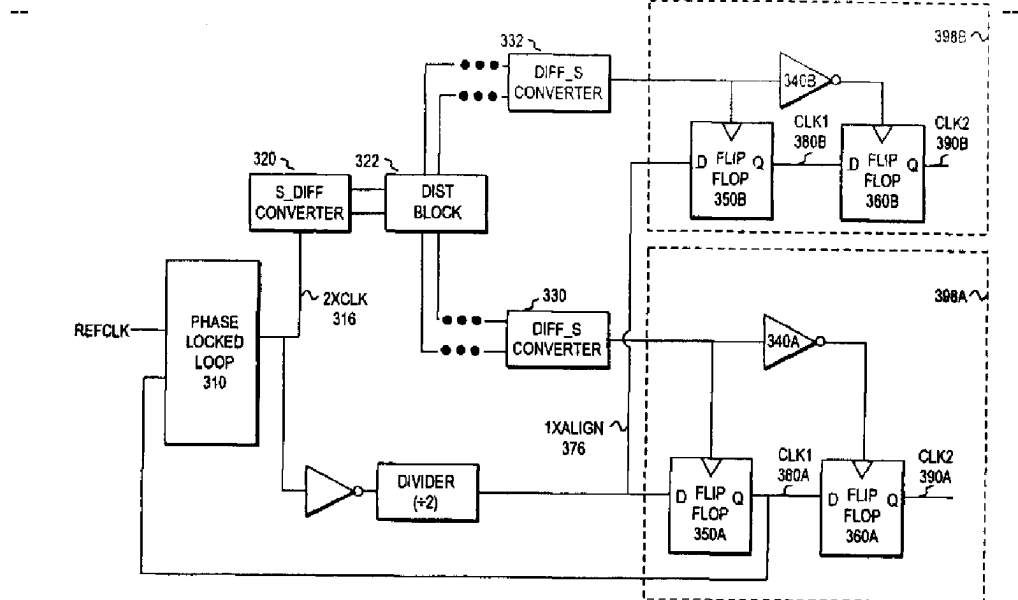 -- --
398B
332
DIFF_S
CONVERTER
340B
CLK1
380B
CLK2
390B
D FLIP Q
FLOP
350B
D FLIP Q
FLOP
360B
320
S_DIFF
CONVERTER
322
DIST
BLOCK
398A
2XCLK
316
330
DIFF_S
CONVERTER
340A
REFCLK
PHASE
LOCKED
LOOP
310
1XALIGN
376
CLK1
380A
CLK2
390A
DIVIDER
(÷2)
D FLIP Q
FLOP
350A
D FLIP Q
FLOP
360A